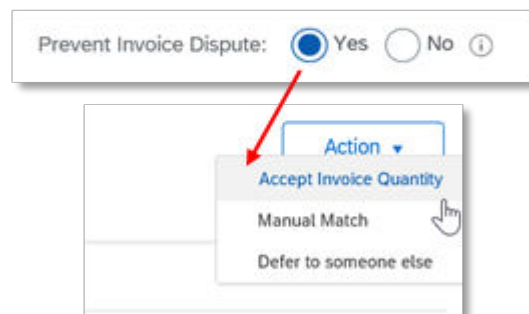 Prevent Invoice Dispute: Yes No
Action
Accept Invoice Quantity
Manual Match
Defer to someone else